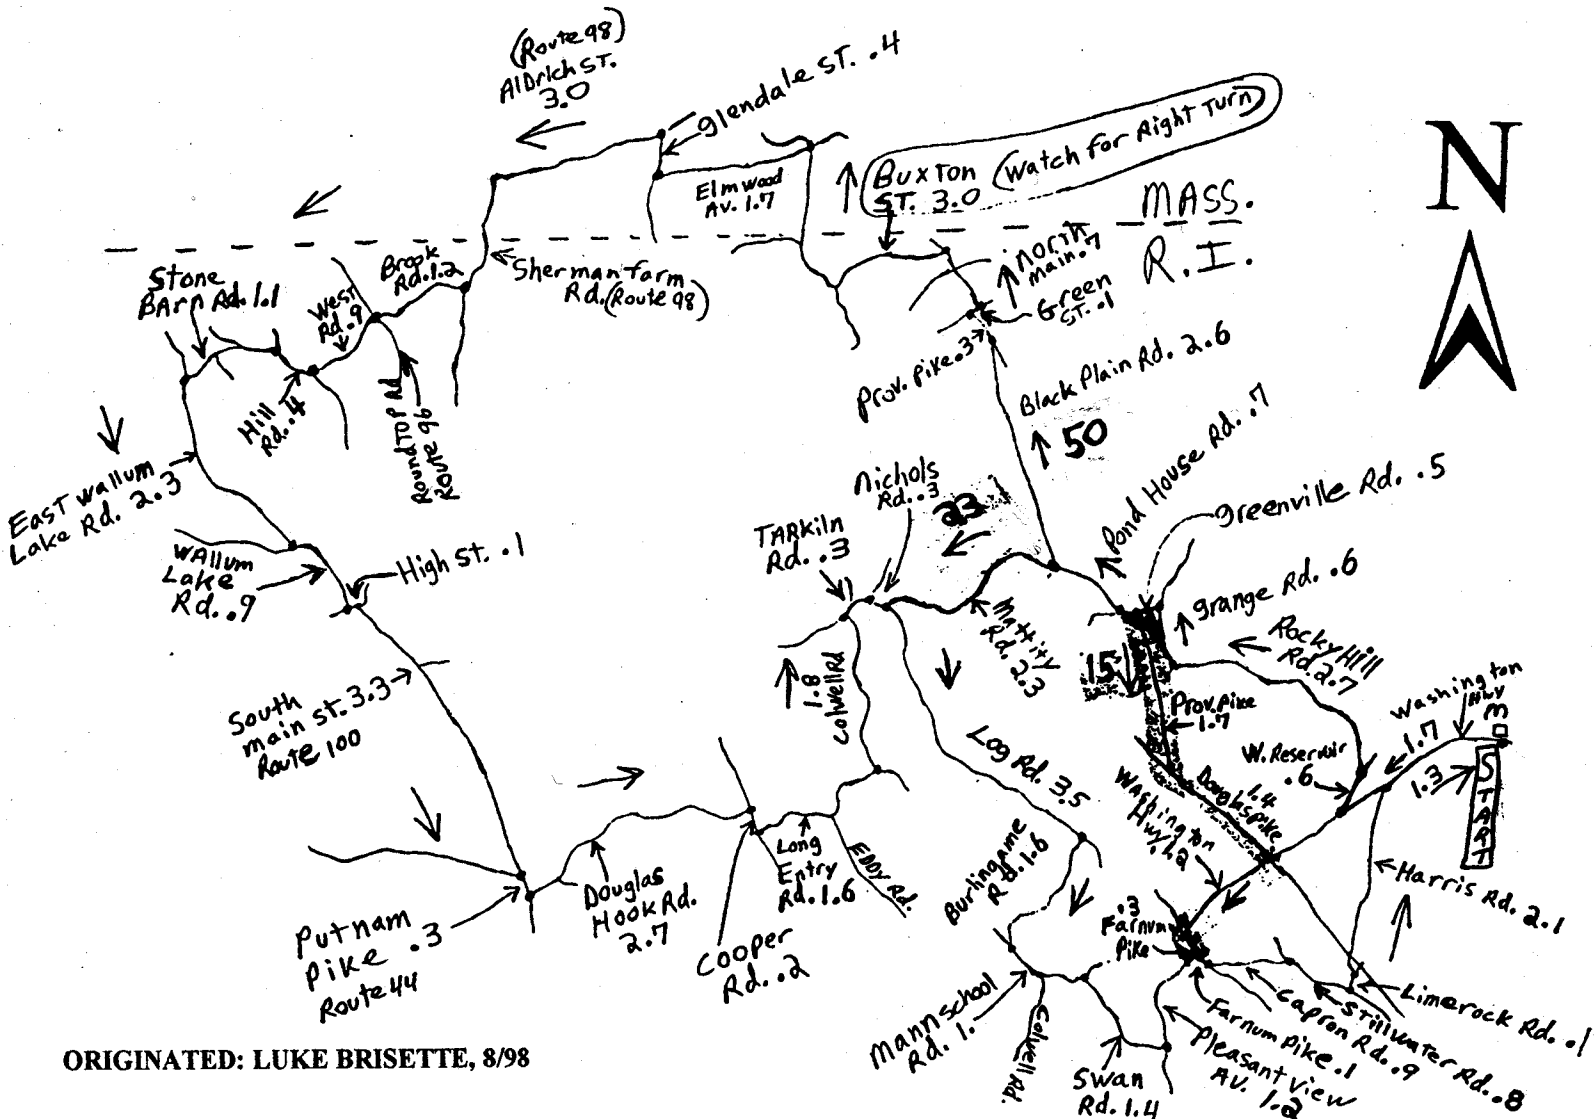 (Route 98)
AlDrich ST.
3.0
Glendale ST. .4
Elmwood
AV. 1.7
BUXTON
ST. 3.0
(Watch for Right Turn)
MASS.
R.I.
N
North
main .7
Green
ST. .1
Prov. Pike .3
Black Plain Rd. 2.6
50
Stone
BARN Rd. 1.1
West
Rd. .9
Brook
Rd. 1.2
Sherman farm
Rd. (Route 98)
Hill
Rd. .4
Round TOP Rd
Route 96
East Wallum
Lake Rd. 2.3
WAllum
Lake
Rd. .9
High St. .1
South
main st. 3.3
Route 100
Putnam
Pike .3
Route 44
Douglas
HOOK Rd.
2.7
Cooper
Rd. .2
Long
Entry
Rd. 1.6
EDDY Rd.
Colwell Rd
1.8
TARKiln
Rd. .3
Nichols
Rd. .3
23
Mattity
Rd. 2.3
Pond House Rd. .7
Greenville Rd. .5
Grange Rd. .6
Rocky Hill
Rd 2.7
15
Prov. Pike
1.7
W. Reservoir
.6
Washington
Hwy
1.7
M
1.3
START
Douglas pike
1.4
Washington
Hwy 1.2
Log Rd. 3.5
Burlingame
Rd. 1.6
.3
Farnum
Pike
Harris Rd. 2.1
Limerock Rd. .1
Stillwater Rd. .8
Capron Rd. .9
Farnum Pike .1
Pleasant View
AV. 1.2
Swan
Rd. 1.4
Colwell Rd.
Mann School
Rd. 1.
ORIGINATED: LUKE BRISETTE, 8/98